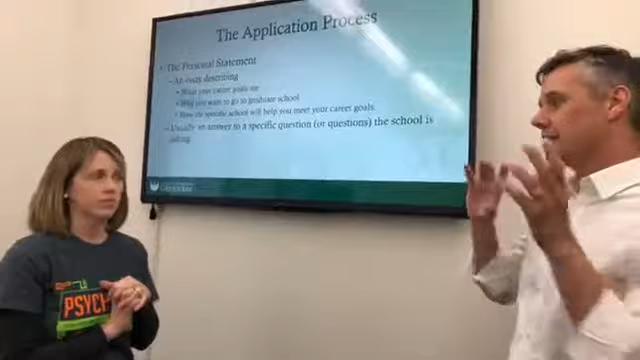 The Application Process
• The Personal Statement
– An essay describing
• What your career goals are
• Why you want to go to graduate school
• How the specific school will help you meet your career goals.
– Usually an answer to a specific question (or questions) the school is
asking.
PSYCH